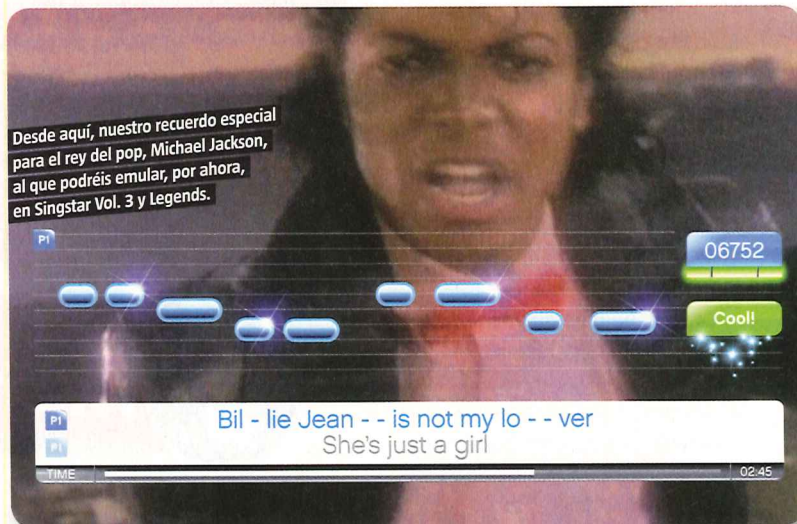 Desde aquí, nuestro recuerdo especial
para el rey del pop, Michael Jackson,
al que podréis emular, por ahora,
en Singstar Vol. 3 y Legends.
P1
06752
Cool!
P1
Bil - lie Jean - - is not my lo - - ver
P1
She's just a girl
TIME
02:45